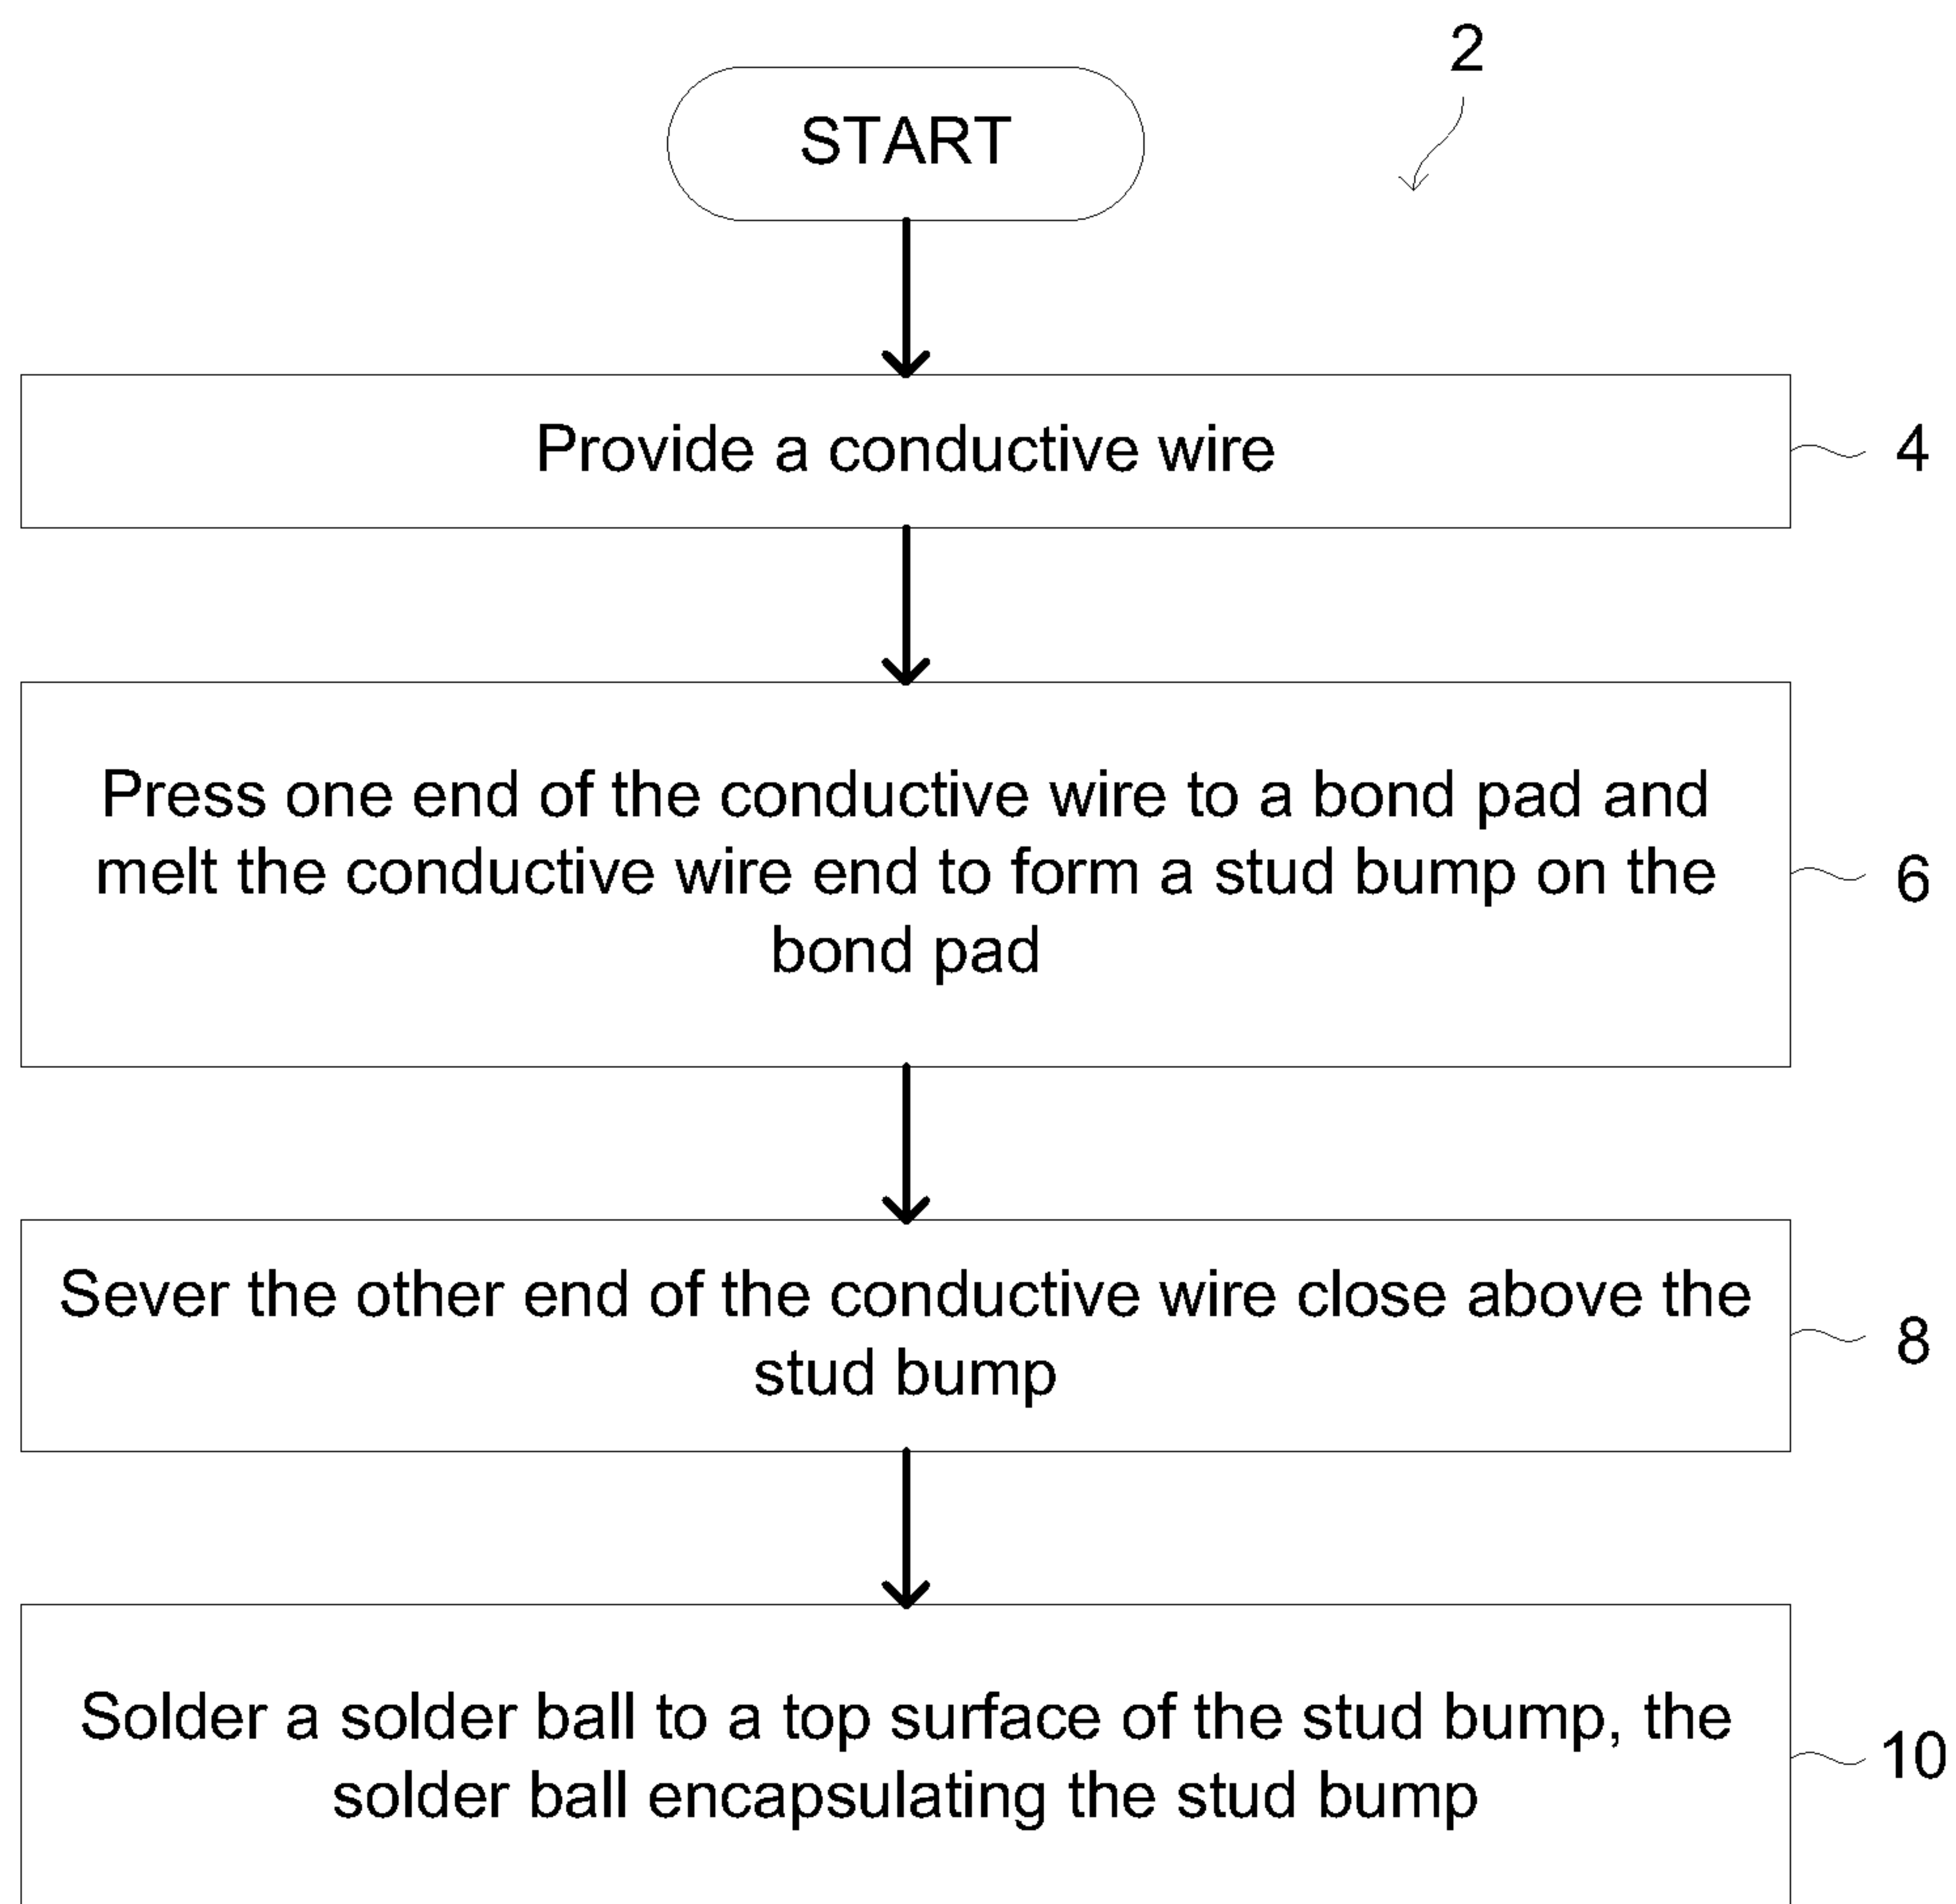 2
START
Provide a conductive wire
4
Press one end of the conductive wire to a bond pad and
melt the conductive wire end to form a stud bump on the
bond pad
6
Sever the other end of the conductive wire close above the
stud bump
8
Solder a solder ball to a top surface of the stud bump, the
solder ball encapsulating the stud bump
10